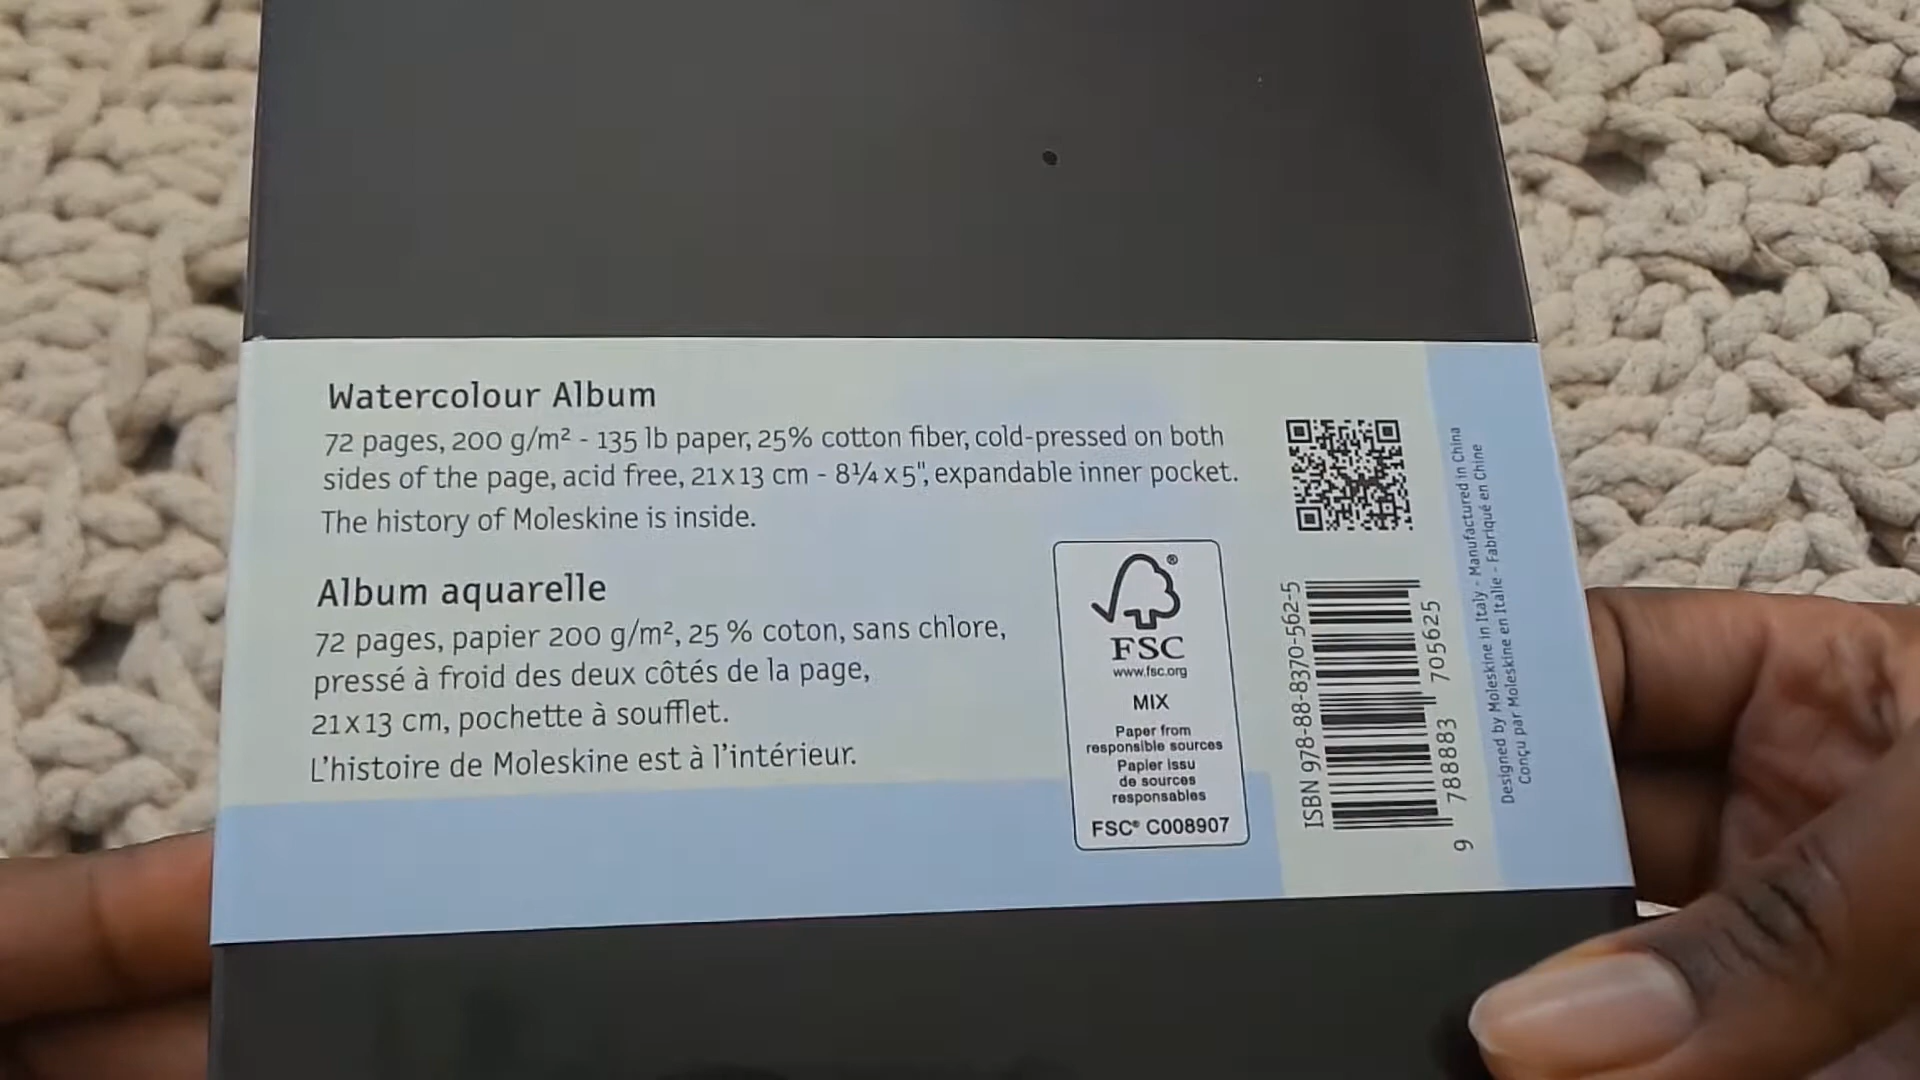 Watercolour Album
72 pages, 200 g/m² - 135 lb paper, 25% cotton fiber, cold-pressed on both
sides of the page, acid free, 21x13 cm - 8¼ x 5", expandable inner pocket.
The history of Moleskine is inside.
Album aquarelle
72 pages, papier 200 g/m², 25 % coton, sans chlore,
pressé à froid des deux côtés de la page,
21x13 cm, pochette à soufflet.
L'histoire de Moleskine est à l'intérieur.
®
FSC
www.fsc.org
MIX
Paper from
responsible sources
Papier issu
de sources
responsables
FSC® C008907
ISBN 978-88-8370-562-5
9 788883 705625
Designed by Moleskine in Italy - Manufactured in China
Conçu par Moleskine en Italie - Fabriqué en Chine